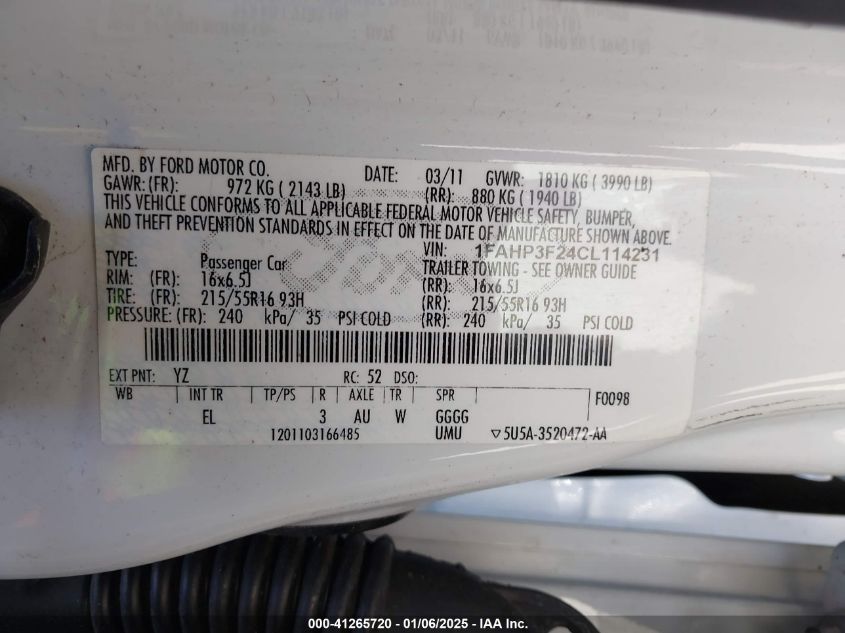 MFD. BY FORD MOTOR CO. DATE: 03/11 GVWR: 1810 KG ( 3990 LB)
GAWR: (FR): 972 KG ( 2143 LB) (RR): 880 KG ( 1940 LB)
THIS VEHICLE CONFORMS TO ALL APPLICABLE FEDERAL MOTOR VEHICLE SAFETY, BUMPER,
AND THEFT PREVENTION STANDARDS IN EFFECT ON THE DATE OF MANUFACTURE SHOWN ABOVE.
VIN: 1FAHP3F24CL114231
TYPE: Passenger Car TRAILER TOWING - SEE OWNER GUIDE
RIM: (FR): 16x6.5J (RR): 16x6.5J
TIRE: (FR): 215/55R16 93H (RR): 215/55R16 93H
PRESSURE: (FR): 240 kPa/ 35 PSI COLD (RR): 240 kPa/ 35 PSI COLD
EXT PNT: YZ RC: 52 DSO:
WB INT TR TP/PS R AXLE TR SPR F0098
EL 3 AU W GGGG
1201103166485 UMU ▽5U5A-3520472-AA
000-41265720 — 01/06/2025 — IAA Inc.